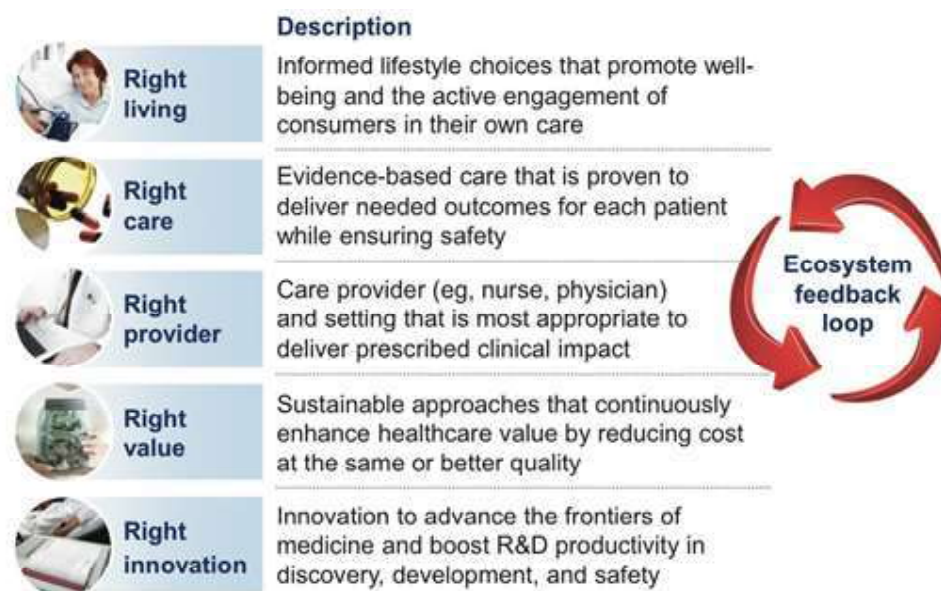 Description
Right
living
Informed lifestyle choices that promote well-
being and the active engagement of
consumers in their own care
Right
care
Evidence-based care that is proven to
deliver needed outcomes for each patient
while ensuring safety
Right
provider
Care provider (eg, nurse, physician)
and setting that is most appropriate to
deliver prescribed clinical impact
Right
value
Sustainable approaches that continuously
enhance healthcare value by reducing cost
at the same or better quality
Right
innovation
Innovation to advance the frontiers of
medicine and boost R&D productivity in
discovery, development, and safety
Ecosystem
feedback
loop